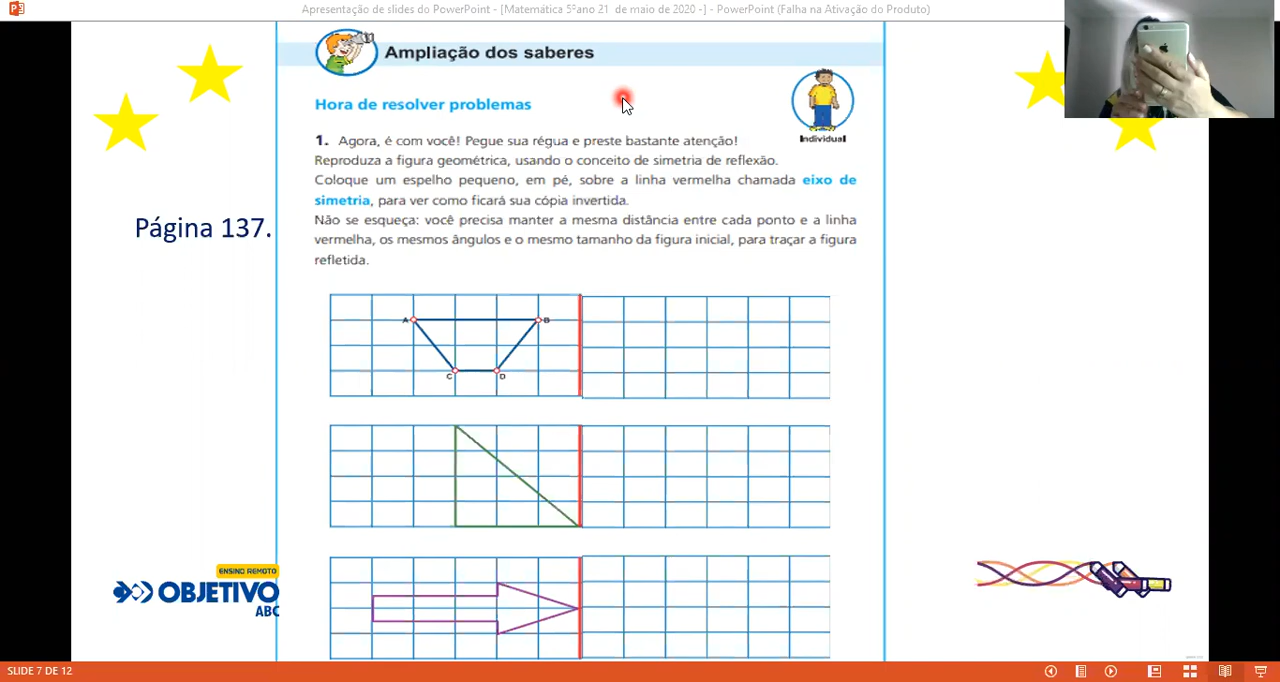 Apresentação de slides do PowerPoint - [Matemática 5ºano 21 de maio de 2020 -] - PowerPoint (Falha na Ativação do Produto)
Ampliação dos saberes
Hora de resolver problemas
Individual
1. Agora, é com você! Pegue sua régua e preste bastante atenção!
Reproduza a figura geométrica, usando o conceito de simetria de reflexão.
Coloque um espelho pequeno, em pé, sobre a linha vermelha chamada eixo de
simetria, para ver como ficará sua cópia invertida.
Não se esqueça: você precisa manter a mesma distância entre cada ponto e a linha
vermelha, os mesmos ângulos e o mesmo tamanho da figura inicial, para traçar a figura
refletida.
Página 137.
A B
C D
ENSINO REMOTO
OBJETIVO
ABC
SLIDE 7 DE 12